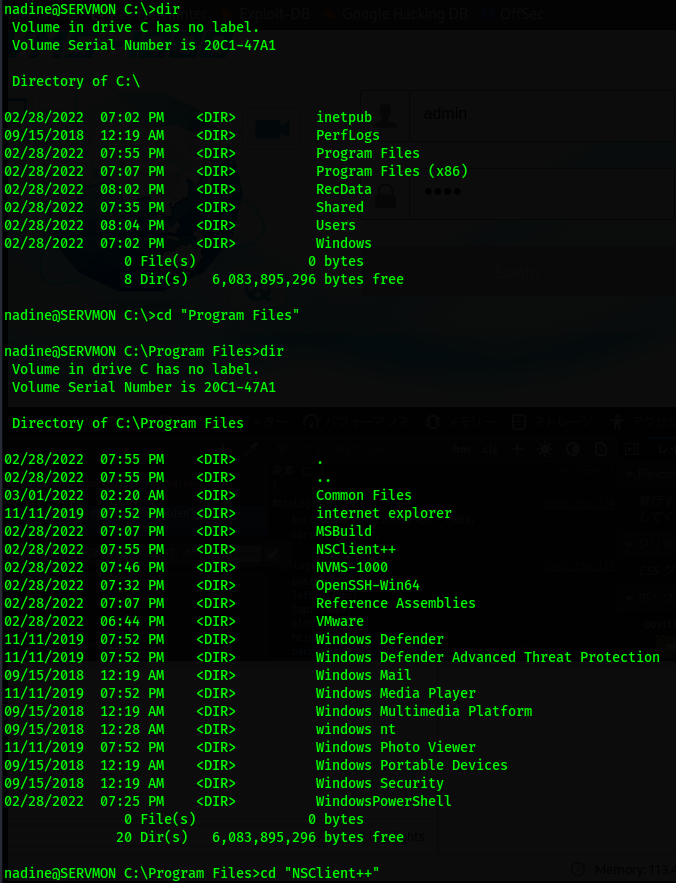 Exploit-DB Google Hacking DB OffSec
nadine@SERVMON C:\>dir
 Volume in drive C has no label.
 Volume Serial Number is 20C1-47A1
 Directory of C:\
admin
02/28/2022  07:02 PM    <DIR>          inetpub
09/15/2018  12:19 AM    <DIR>          PerfLogs
02/28/2022  07:55 PM    <DIR>          Program Files
02/28/2022  07:07 PM    <DIR>          Program Files (x86)
02/28/2022  08:02 PM    <DIR>          RecData
02/28/2022  07:35 PM    <DIR>          Shared
02/28/2022  08:04 PM    <DIR>          Users
02/28/2022  07:02 PM    <DIR>          Windows
               0 File(s)              0 bytes
               8 Dir(s)   6,083,895,296 bytes free
nadine@SERVMON C:\>cd "Program Files"
nadine@SERVMON C:\Program Files>dir
 Volume in drive C has no label.
 Volume Serial Number is 20C1-47A1
 Directory of C:\Program Files
02/28/2022  07:55 PM    <DIR>          .
02/28/2022  07:55 PM    <DIR>          ..
03/01/2022  02:20 AM    <DIR>          Common Files
11/11/2019  07:52 PM    <DIR>          internet explorer
02/28/2022  07:07 PM    <DIR>          MSBuild
02/28/2022  07:55 PM    <DIR>          NSClient++
02/28/2022  07:46 PM    <DIR>          NVMS-1000
02/28/2022  07:32 PM    <DIR>          OpenSSH-Win64
02/28/2022  07:07 PM    <DIR>          Reference Assemblies
02/28/2022  06:44 PM    <DIR>          VMware
11/11/2019  07:52 PM    <DIR>          Windows Defender
11/11/2019  07:52 PM    <DIR>          Windows Defender Advanced Threat Protection
09/15/2018  12:19 AM    <DIR>          Windows Mail
11/11/2019  07:52 PM    <DIR>          Windows Media Player
09/15/2018  12:19 AM    <DIR>          Windows Multimedia Platform
09/15/2018  12:28 AM    <DIR>          windows nt
11/11/2019  07:52 PM    <DIR>          Windows Photo Viewer
09/15/2018  12:19 AM    <DIR>          Windows Portable Devices
09/15/2018  12:19 AM    <DIR>          Windows Security
02/28/2022  07:25 PM    <DIR>          WindowsPowerShell
               0 File(s)              0 bytes
              20 Dir(s)   6,083,895,296 bytes free
nadine@SERVMON C:\Program Files>cd "NSClient++"
Memory: 113.4